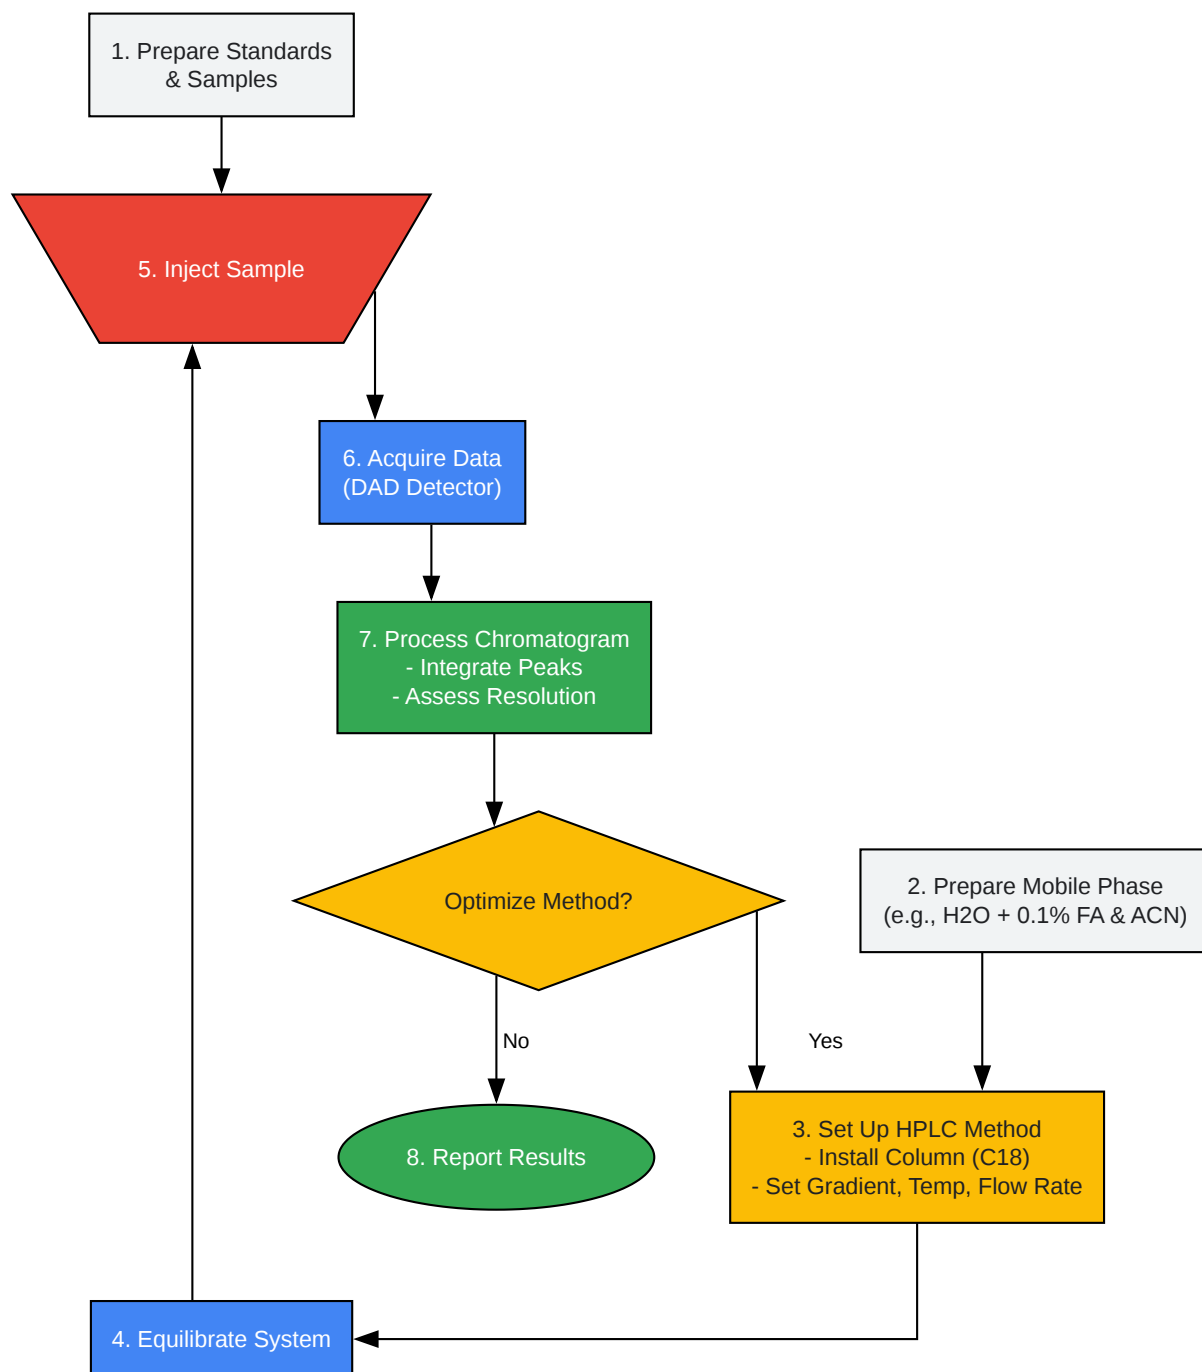 1. Prepare Standards
& Samples
5. Inject Sample
6. Acquire Data
(DAD Detector)
7. Process Chromatogram
- Integrate Peaks
- Assess Resolution
Optimize Method?
2. Prepare Mobile Phase
(e.g., H2O + 0.1% FA & ACN)
No
Yes
3. Set Up HPLC Method
- Install Column (C18)
- Set Gradient, Temp, Flow Rate
8. Report Results
4. Equilibrate System